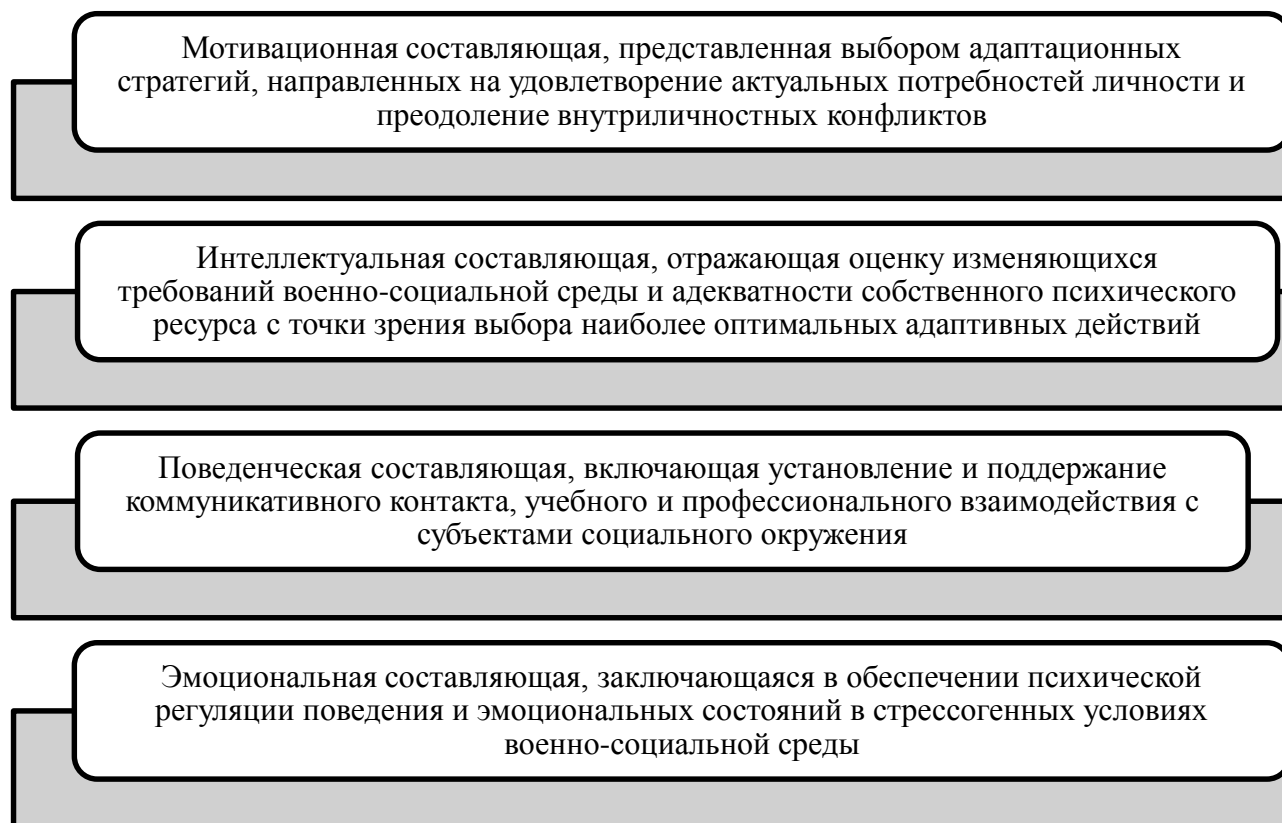 Мотивационная составляющая, представленная выбором адаптационных
стратегий, направленных на удовлетворение актуальных потребностей личности и
преодоление внутриличностных конфликтов
Интеллектуальная составляющая, отражающая оценку изменяющихся
требований военно-социальной среды и адекватности собственного психического
ресурса с точки зрения выбора наиболее оптимальных адаптивных действий
Поведенческая составляющая, включающая установление и поддержание
коммуникативного контакта, учебного и профессионального взаимодействия с
субъектами социального окружения
Эмоциональная составляющая, заключающаяся в обеспечении психической
регуляции поведения и эмоциональных состояний в стрессогенных условиях
военно-социальной среды